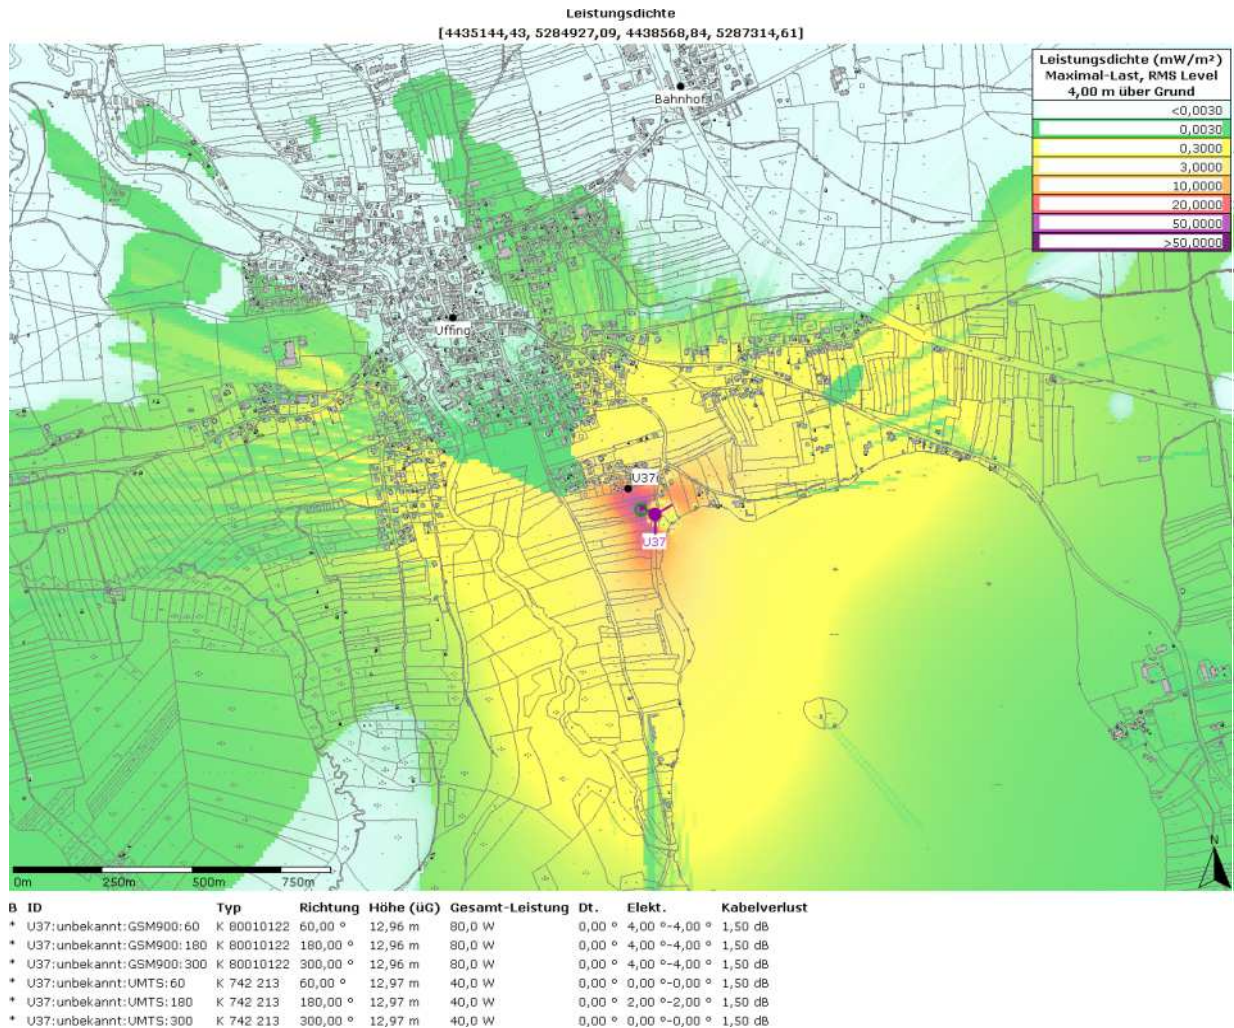 Leistungsdichte
[4435144,43, 5284927,09, 4438568,84, 5287314,61]
Leistungsdichte (mW/m²)
Maximal-Last, RMS Level
4,00 m über Grund
<0,0030
0,0030
0,3000
3,0000
10,0000
20,0000
50,0000
>50,0000
Bahnhof
Uffing
U37i
U37
N
0m 250m 500m 750m
B ID Typ Richtung Höhe (üG) Gesamt-Leistung Dt. Elekt. Kabelverlust
* U37:unbekannt:GSM900:60 K 80010122 60,00 ° 12,96 m 80,0 W 0,00 ° 4,00 °-4,00 ° 1,50 dB
* U37:unbekannt:GSM900:180 K 80010122 180,00 ° 12,96 m 80,0 W 0,00 ° 4,00 °-4,00 ° 1,50 dB
* U37:unbekannt:GSM900:300 K 80010122 300,00 ° 12,96 m 80,0 W 0,00 ° 4,00 °-4,00 ° 1,50 dB
* U37:unbekannt:UMTS:60 K 742 213 60,00 ° 12,97 m 40,0 W 0,00 ° 0,00 °-0,00 ° 1,50 dB
* U37:unbekannt:UMTS:180 K 742 213 180,00 ° 12,97 m 40,0 W 0,00 ° 2,00 °-2,00 ° 1,50 dB
* U37:unbekannt:UMTS:300 K 742 213 300,00 ° 12,97 m 40,0 W 0,00 ° 0,00 °-0,00 ° 1,50 dB